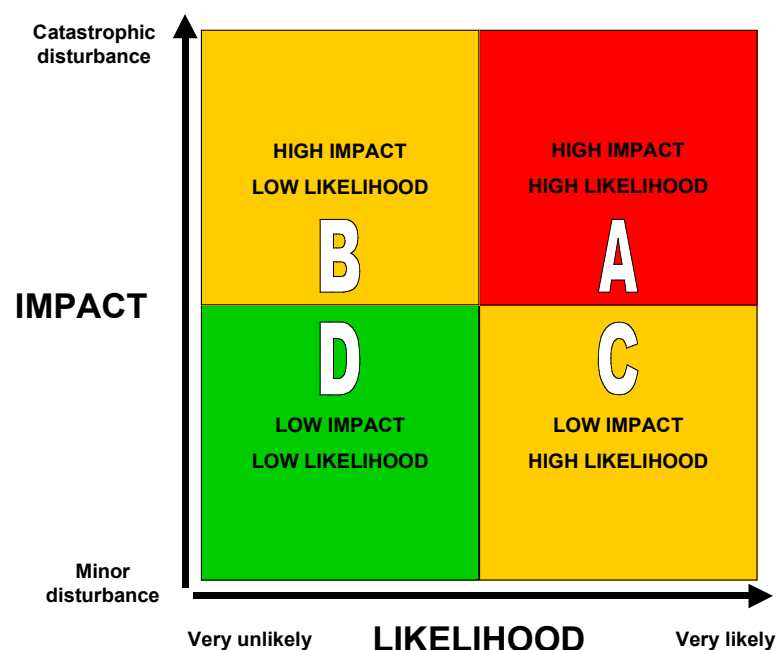 Catastrophic
disturbance
HIGH IMPACT
LOW LIKELIHOOD
B
HIGH IMPACT
HIGH LIKELIHOOD
A
IMPACT
D
LOW IMPACT
LOW LIKELIHOOD
C
LOW IMPACT
HIGH LIKELIHOOD
Minor
disturbance
Very unlikely
LIKELIHOOD
Very likely